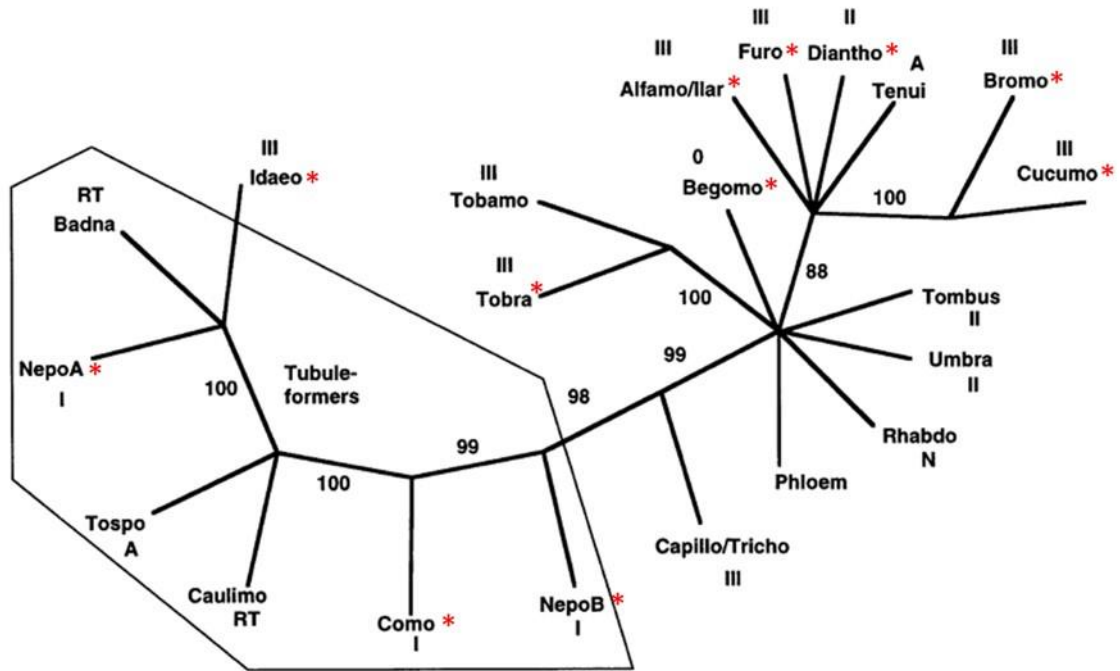 III
II
III
Furo *
Diantho *
A
III
Alfamo/Ilar *
Tenui
Bromo *
III
Idaeo *
0
Begomo *
III
Cucumo *
III
Tobamo
100
RT
Badna
III
Tobra *
100
88
Tombus
II
99
Umbra
II
NepoA *
I
100
Tubule-
formers
98
99
Rhabdo
N
100
Phloem
Tospo
A
Capillo/Tricho
III
Caulimo
RT
Como *
I
NepoB *
I